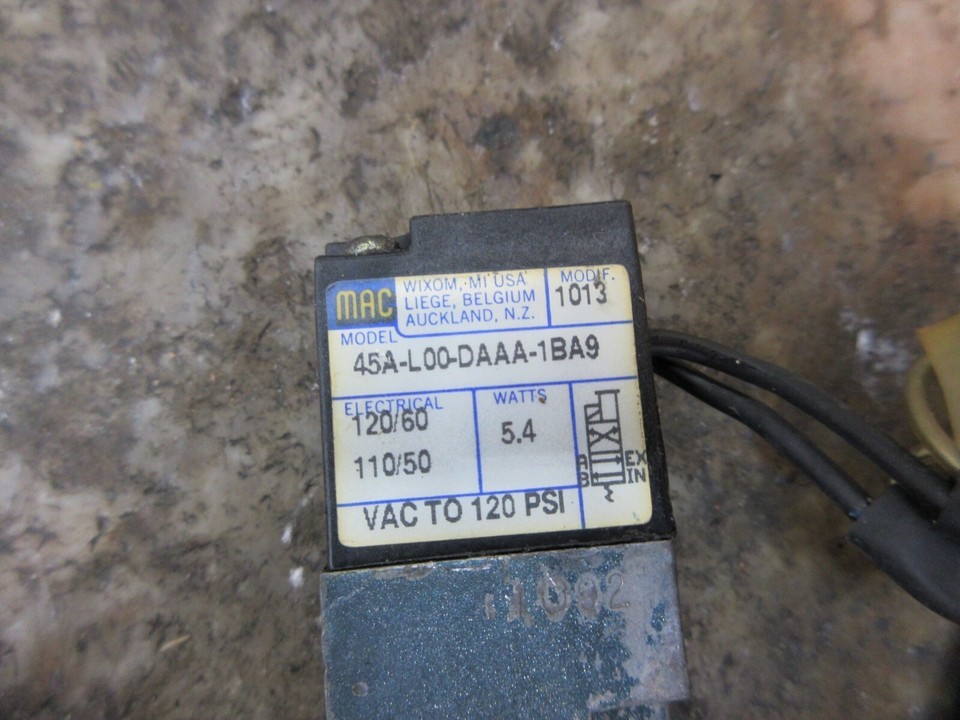 MAC
WIXOM, MI USA
LIEGE, BELGIUM
AUCKLAND, N.Z.
MODIF.
1013
MODEL
45A-L00-DAAA-1BA9
ELECTRICAL
120/60
110/50
WATTS
5.4
A EX
B IN
VAC TO 120 PSI
1092